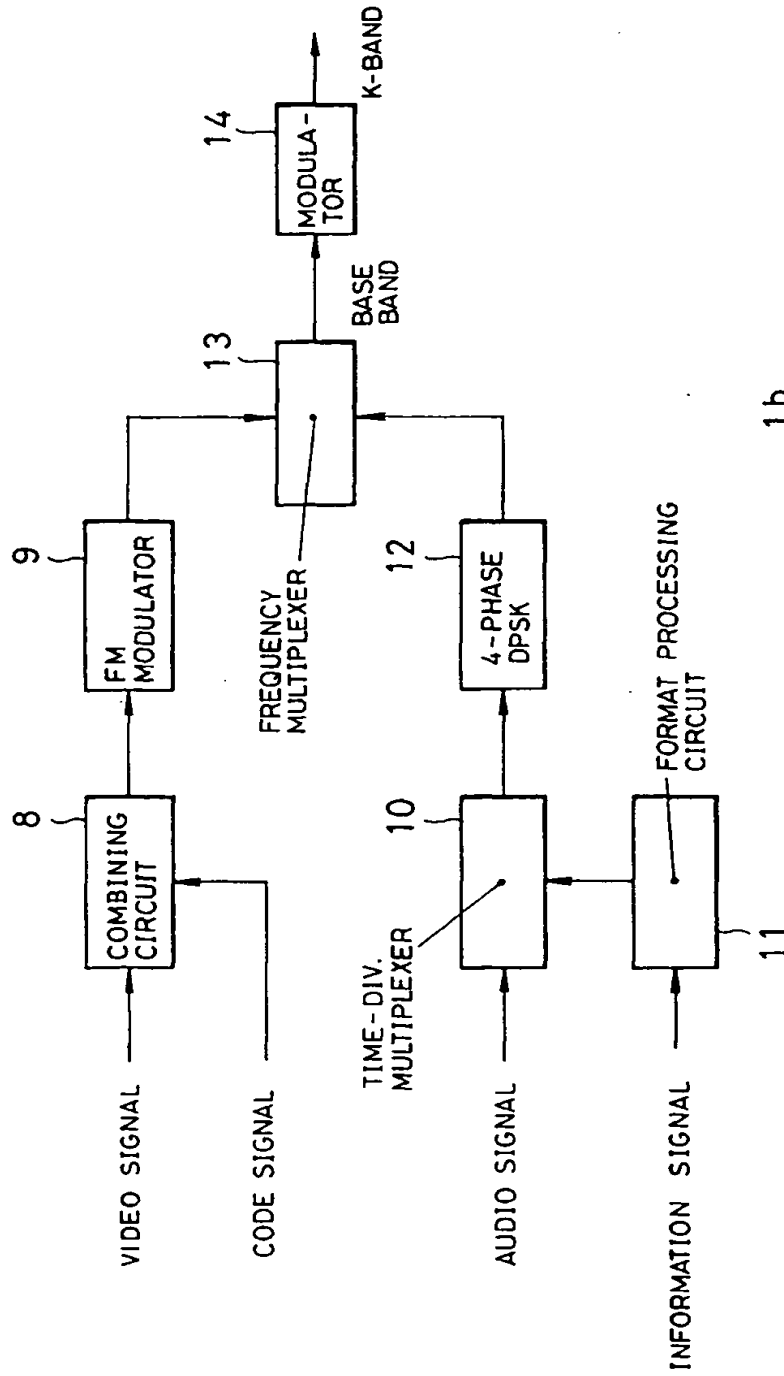 VIDEO SIGNAL
CODE SIGNAL
8
COMBINING
CIRCUIT
9
FM
MODULATOR
FREQUENCY
MULTIPLEXER
13
BASE
BAND
14
MODULA-
TOR
K-BAND
AUDIO SIGNAL
TIME-DIV.
MULTIPLEXER
10
12
4-PHASE
DPSK
INFORMATION SIGNAL
11
FORMAT PROCESSING
CIRCUIT
1b